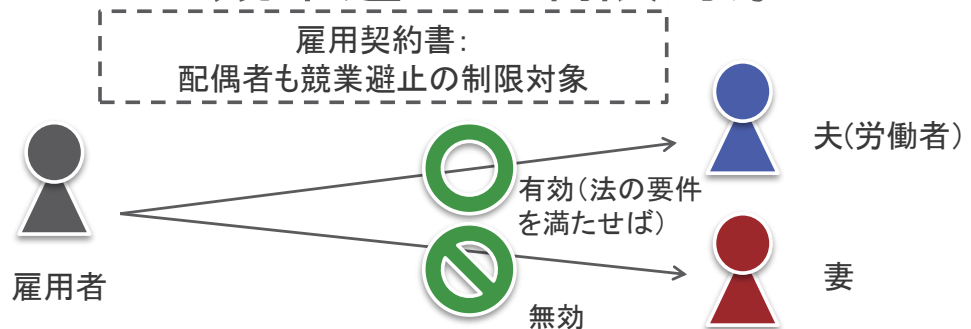 雇用契約書:
配偶者も競業避止の制限対象
夫(労働者)
有効(法の要件
を満たせば)
雇用者
妻
無効